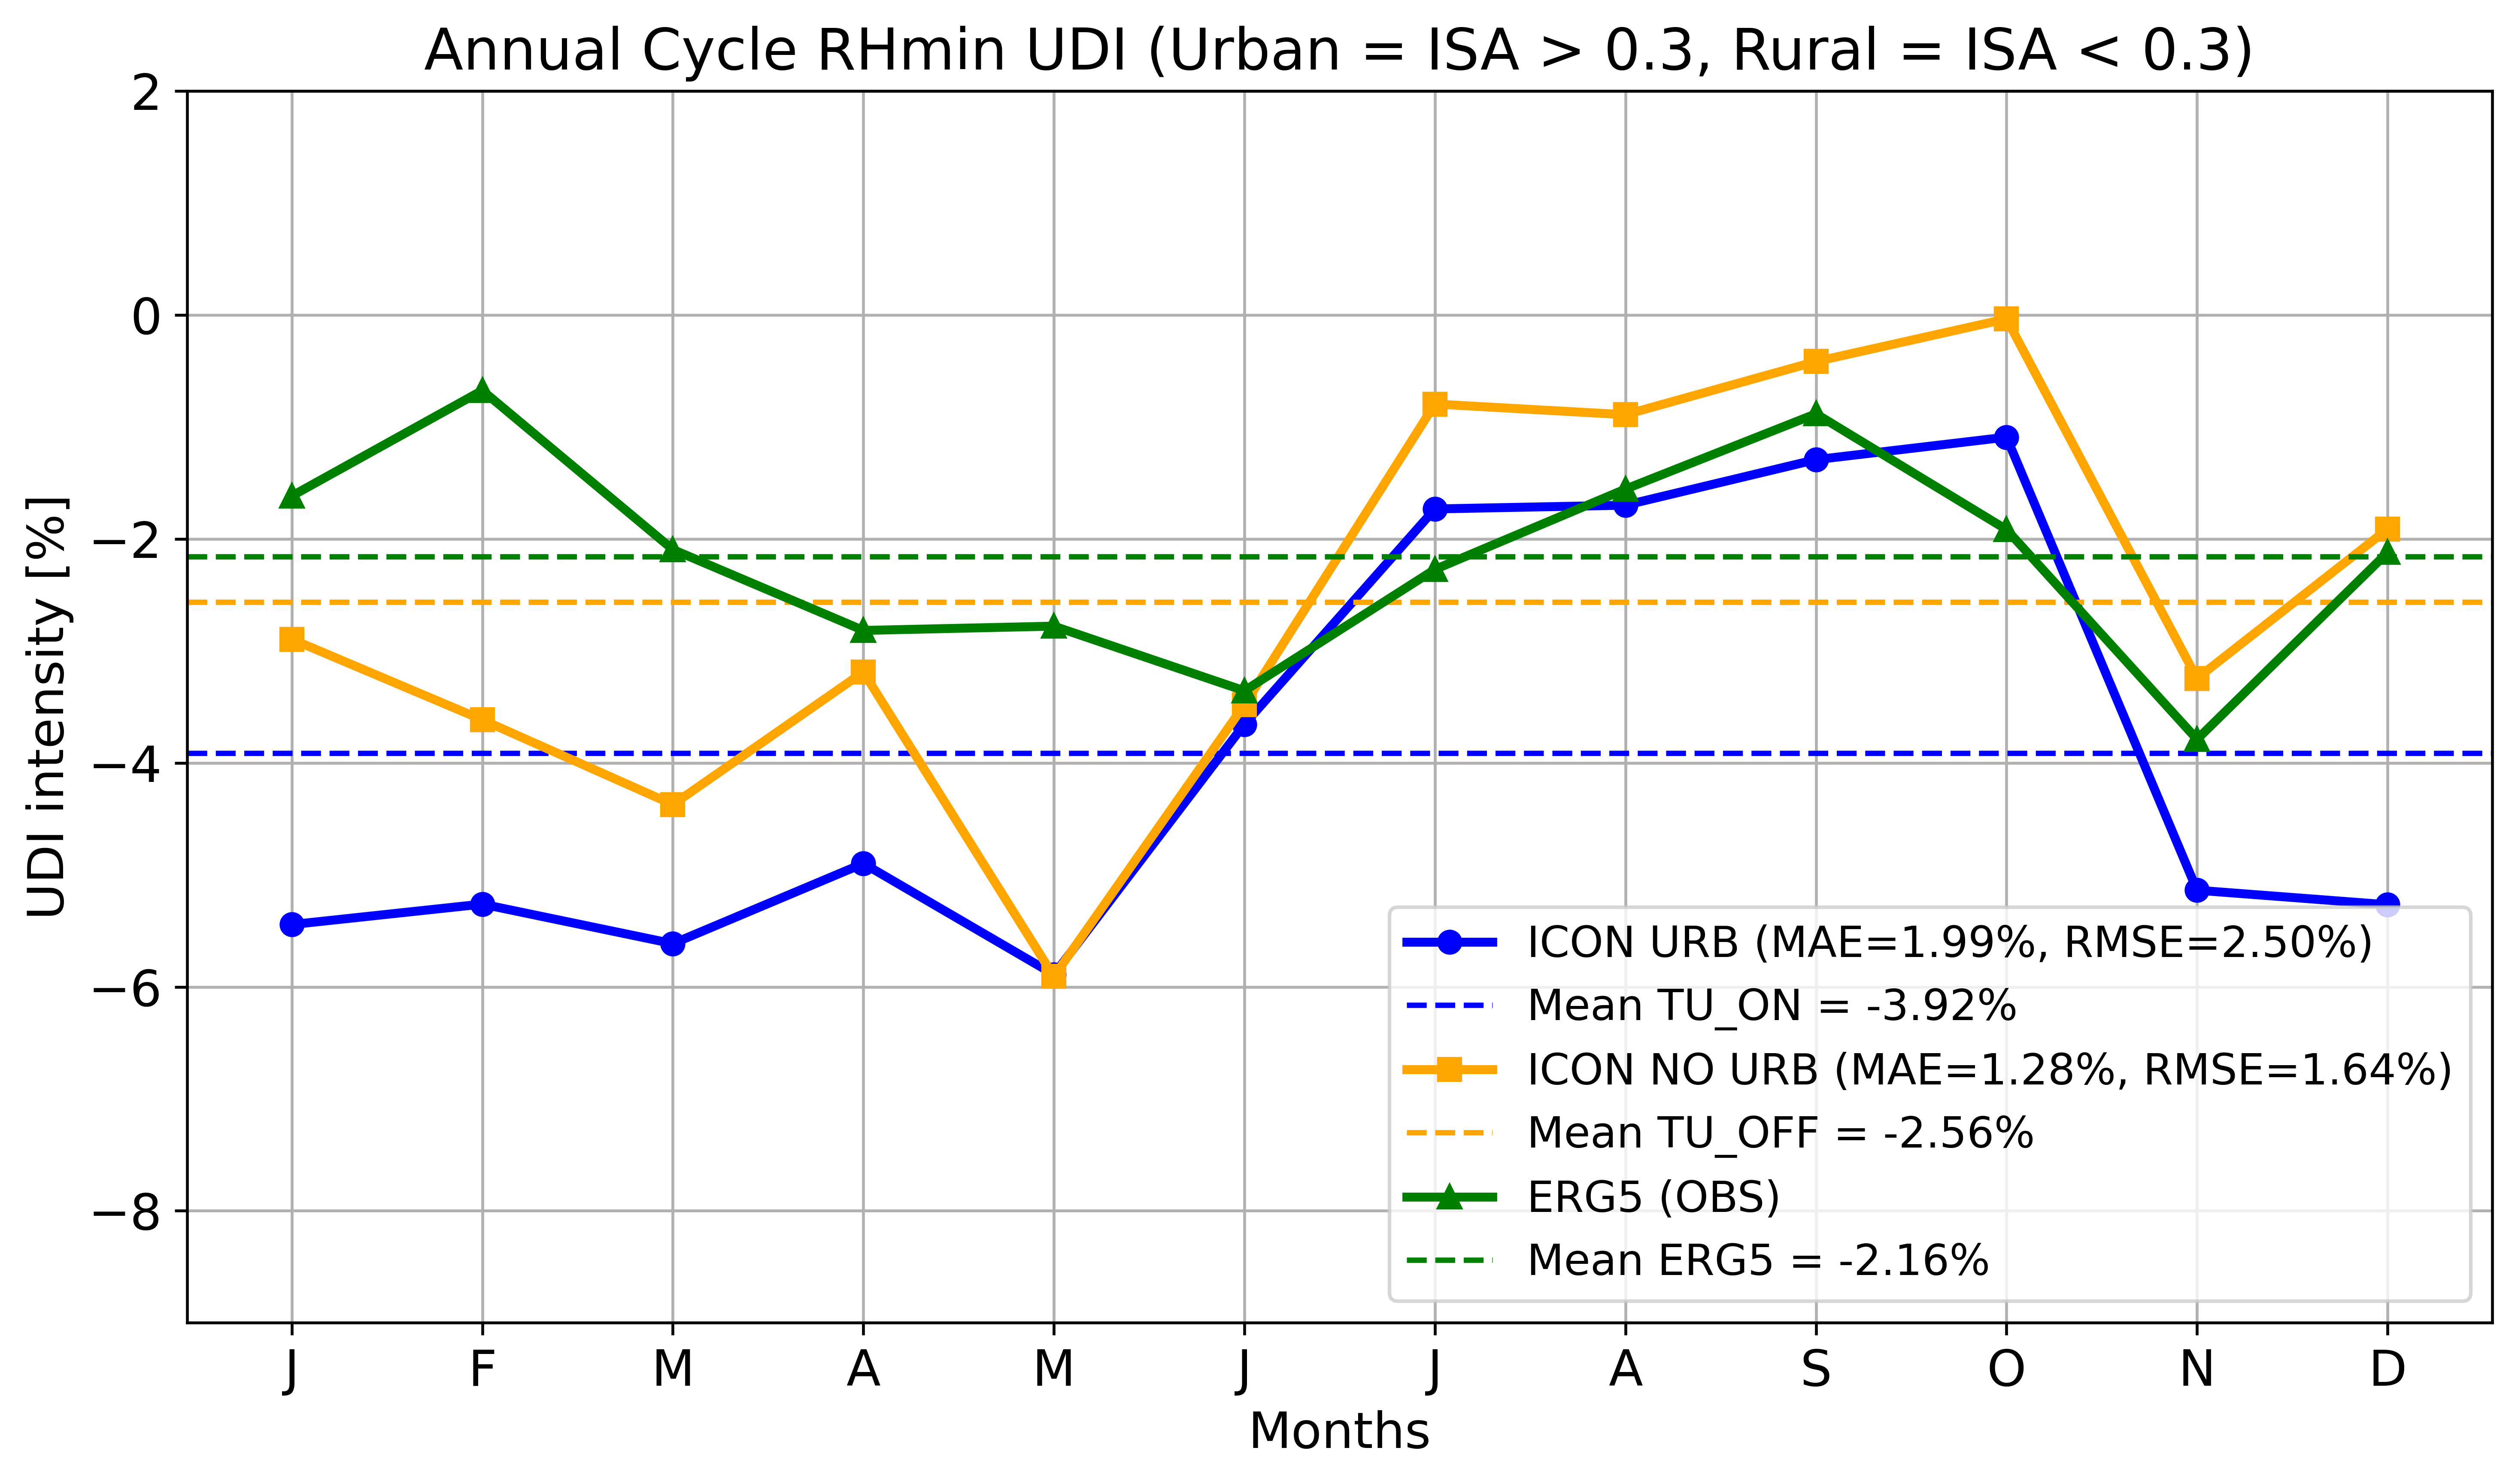 Annual Cycle RHmin UDI (Urban = ISA > 0.3, Rural = ISA < 0.3)
2
0
−2
−4
−6
−8
UDI intensity [%]
ICON URB (MAE=1.99%, RMSE=2.50%)
Mean TU_ON = -3.92%
ICON NO URB (MAE=1.28%, RMSE=1.64%)
Mean TU_OFF = -2.56%
ERG5 (OBS)
Mean ERG5 = -2.16%
J F M A M J J A S O N D
Months